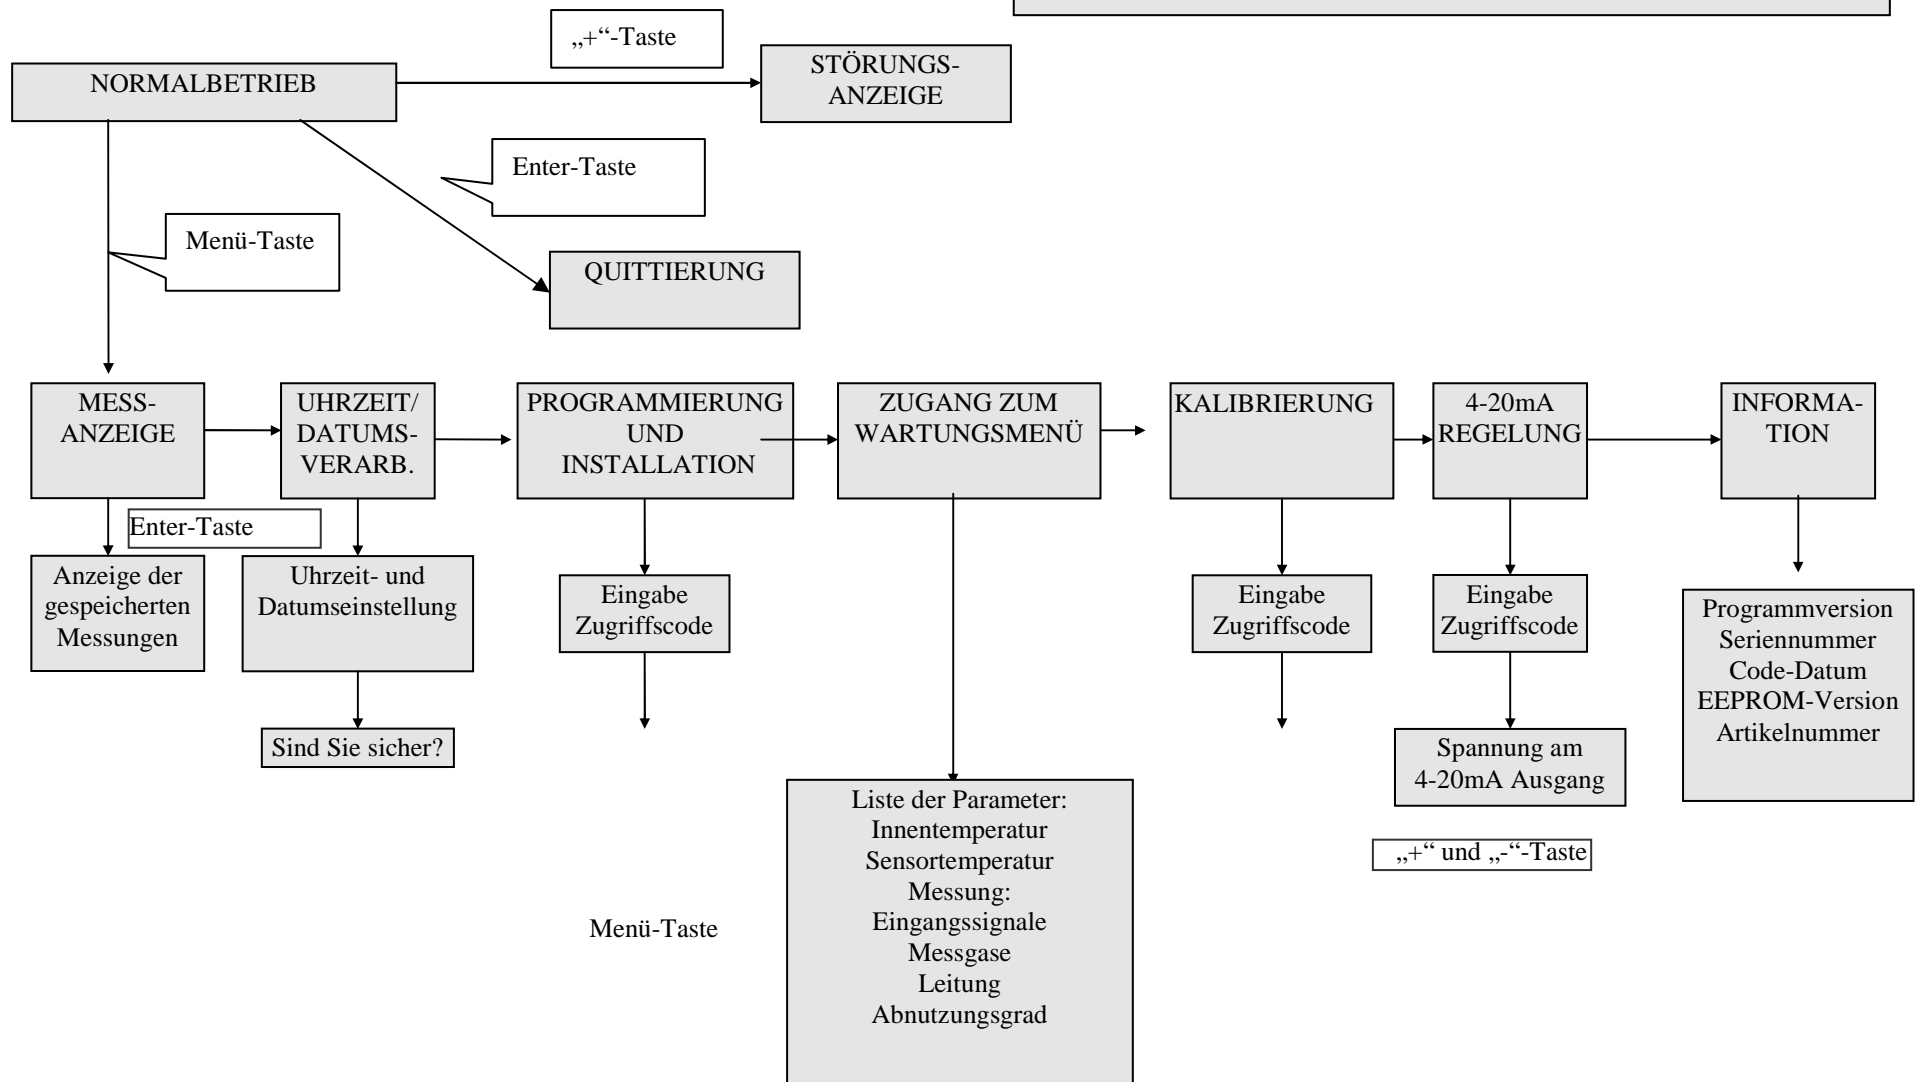 „+“-Taste
NORMALBETRIEB
STÖRUNGS-
ANZEIGE
Enter-Taste
Menü-Taste
QUITTIERUNG
MESS-
ANZEIGE
UHRZEIT/
DATUMS-
VERARB.
PROGRAMMIERUNG
UND
INSTALLATION
ZUGANG ZUM
WARTUNGSMENÜ
KALIBRIERUNG
4-20mA
REGELUNG
INFORMA-
TION
Enter-Taste
Anzeige der
gespeicherten
Messungen
Uhrzeit- und
Datumseinstellung
Sind Sie sicher?
Eingabe
Zugriffscode
Eingabe
Zugriffscode
Eingabe
Zugriffscode
Spannung am
4-20mA Ausgang
„+“ und „-“-Taste
Programmversion
Seriennummer
Code-Datum
EEPROM-Version
Artikelnummer
Liste der Parameter:
Innentemperatur
Sensortemperatur
Messung:
Eingangssignale
Messgase
Leitung
Abnutzungsgrad
Menü-Taste